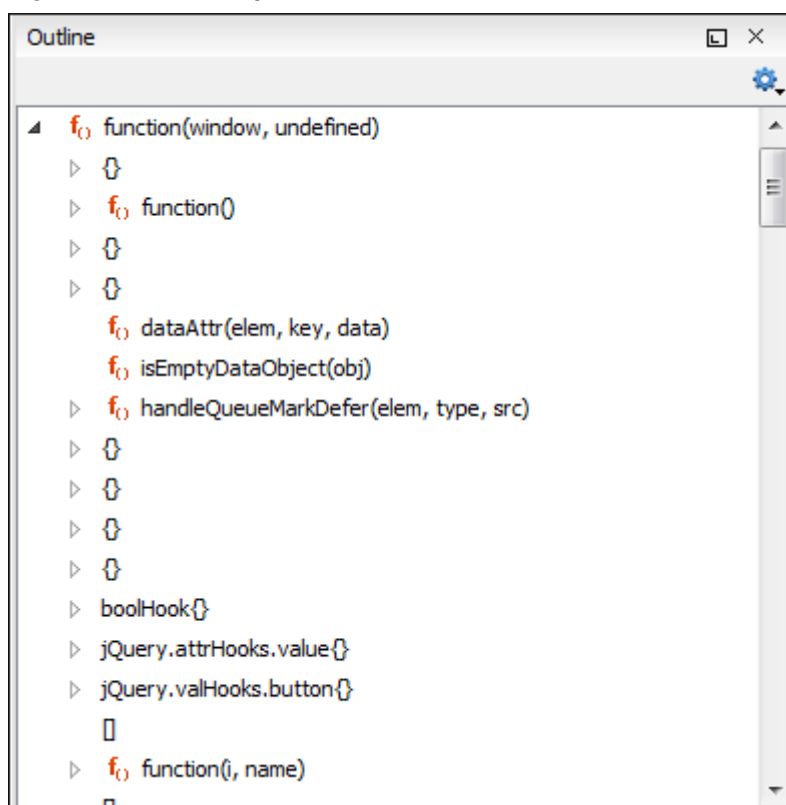 Outline
f() function(window, undefined)
{}
f() function()
{}
{}
f() dataAttr(elem, key, data)
f() isEmptyDataObject(obj)
f() handleQueueMarkDefer(elem, type, src)
{}
{}
{}
{}
boolHook{}
jQuery.attrHooks.value{}
jQuery.valHooks.button{}
[]
f() function(i, name)